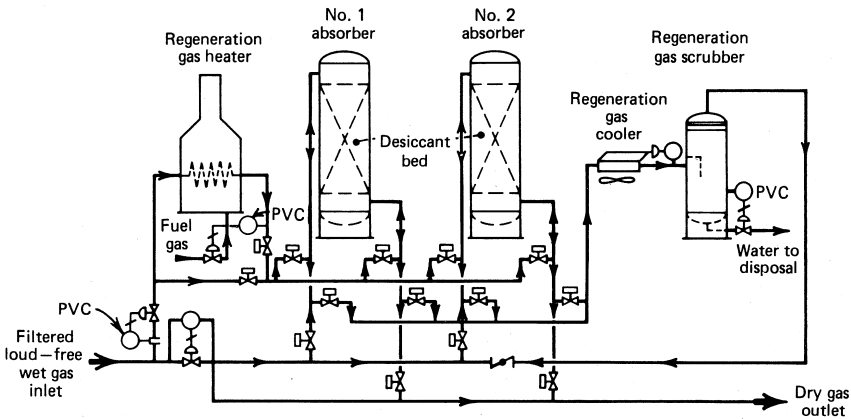 No. 1
absorber
No. 2
absorber
Regeneration
gas heater
Regeneration
gas scrubber
Regeneration
gas
cooler
Desiccant
bed
PVC
PVC
Fuel
gas
Water to
disposal
PVC
Filtered
loud–free
wet gas
inlet
Dry gas
outlet